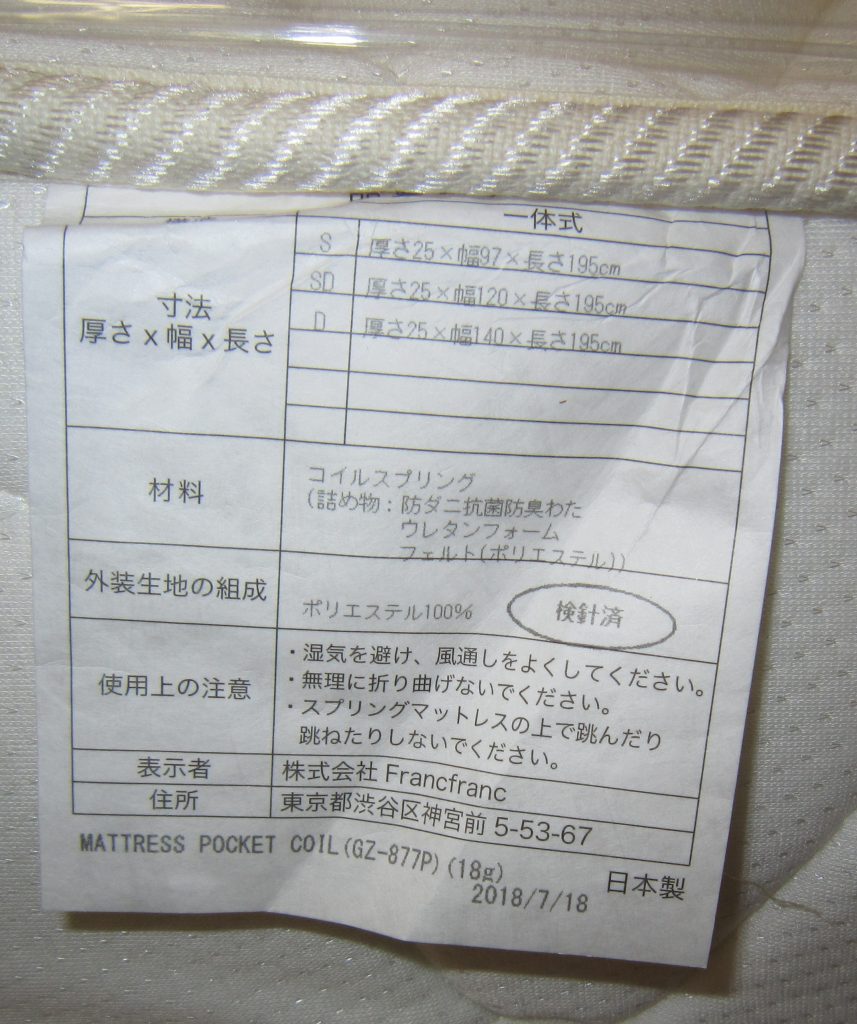 一体式
寸法
厚さx幅x長さ
S 厚さ25×幅97×長さ195cm
SD 厚さ25×幅120×長さ195cm
D 厚さ25×幅140×長さ195cm
材料
コイルスプリング
(詰め物:防ダニ抗菌防臭わた
ウレタンフォーム
フェルト(ポリエステル))
外装生地の組成
ポリエステル100%
検針済
使用上の注意
・湿気を避け、風通しをよくしてください。
・無理に折り曲げないでください。
・スプリングマットレスの上で跳んだり
跳ねたりしないでください。
表示者 株式会社 Francfranc
住所 東京都渋谷区神宮前 5-53-67
MATTRESS POCKET COIL(GZ-877P)(18g)
2018/7/18
日本製